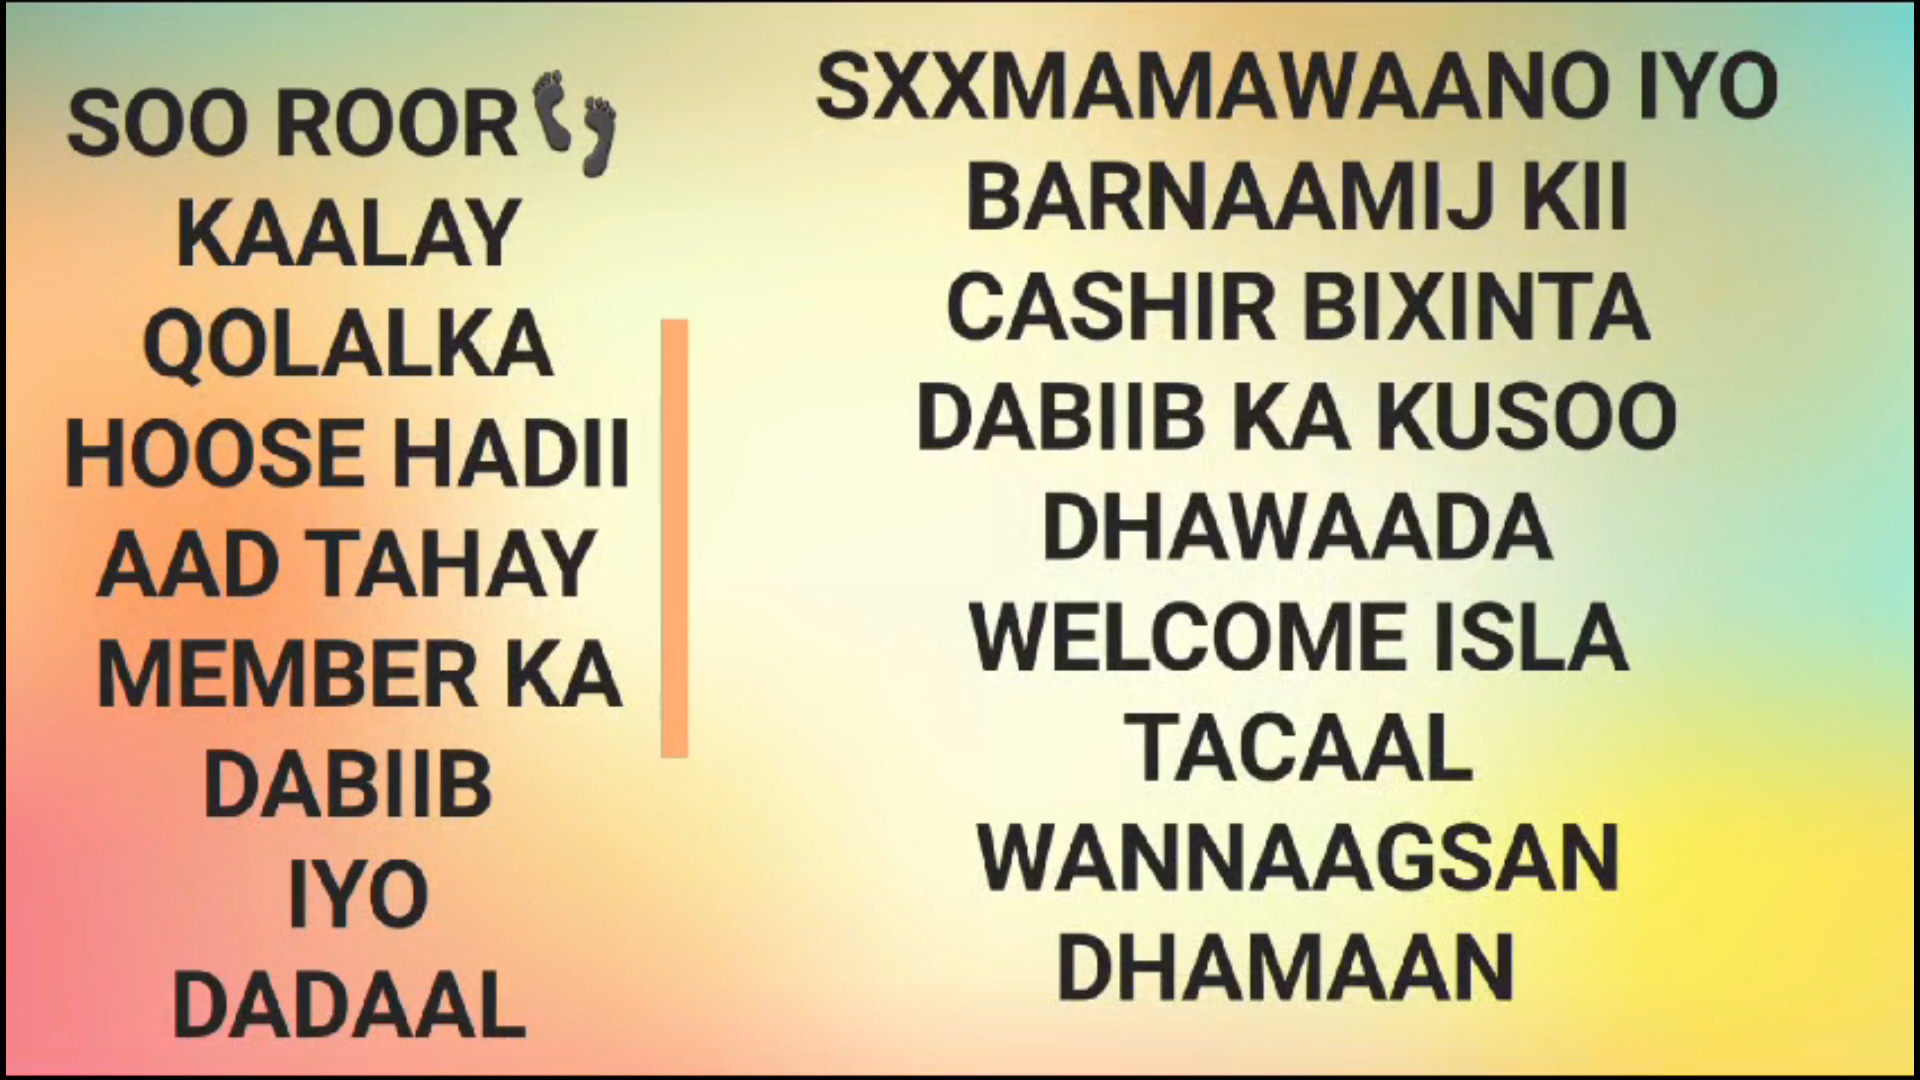 SOO ROOR👣
KAALAY
QOLALKA
HOOSE HADII
AAD TAHAY
MEMBER KA
DABIIB
IYO
DADAAL
SXXMAMAWAANO IYO
BARNAAMIJ KII
CASHIR BIXINTA
DABIIB KA KUSOO
DHAWAADA
WELCOME ISLA
TACAAL
WANNAAGSAN
DHAMAAN